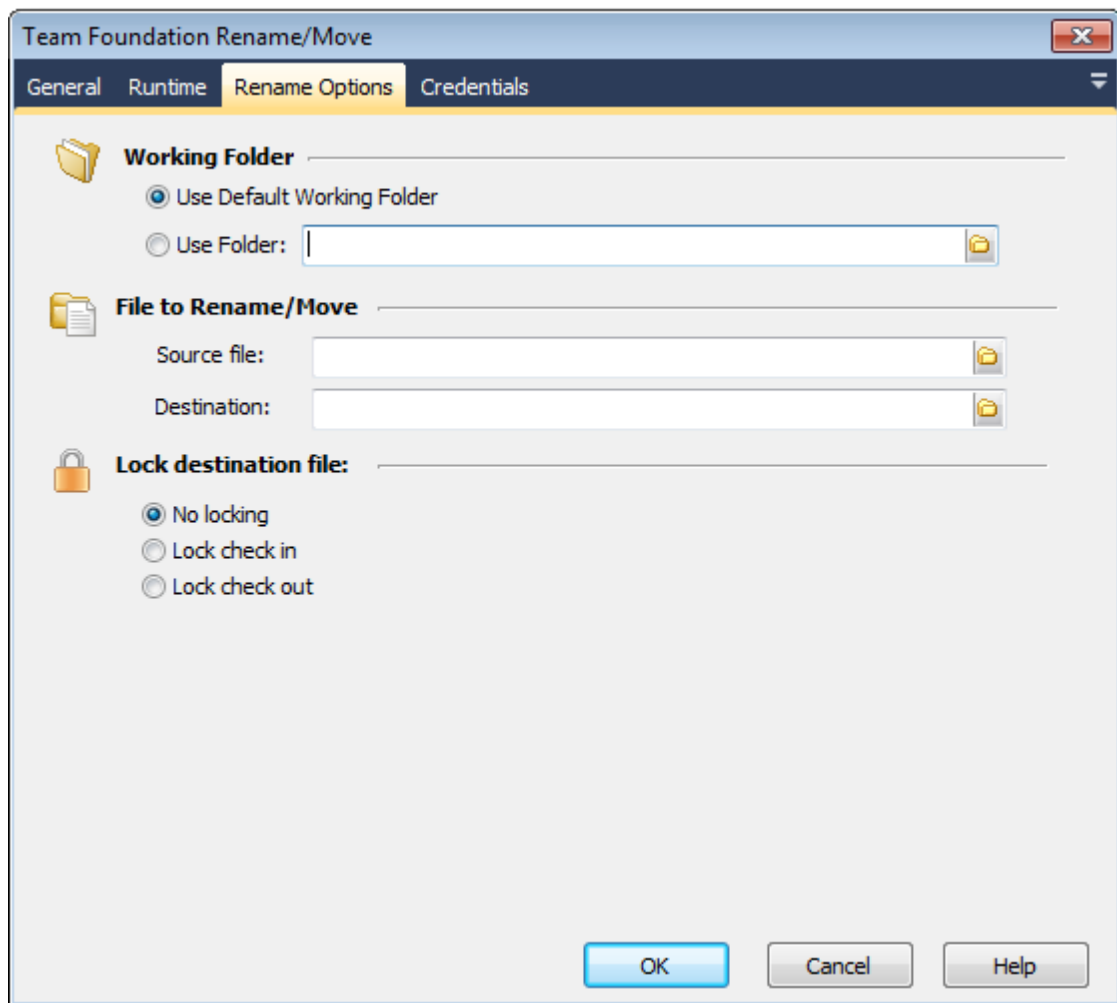 Team Foundation Rename/Move
General Runtime Rename Options Credentials
Working Folder
Use Default Working Folder
Use Folder:
File to Rename/Move
Source file:
Destination:
Lock destination file:
No locking
Lock check in
Lock check out
OK Cancel Help